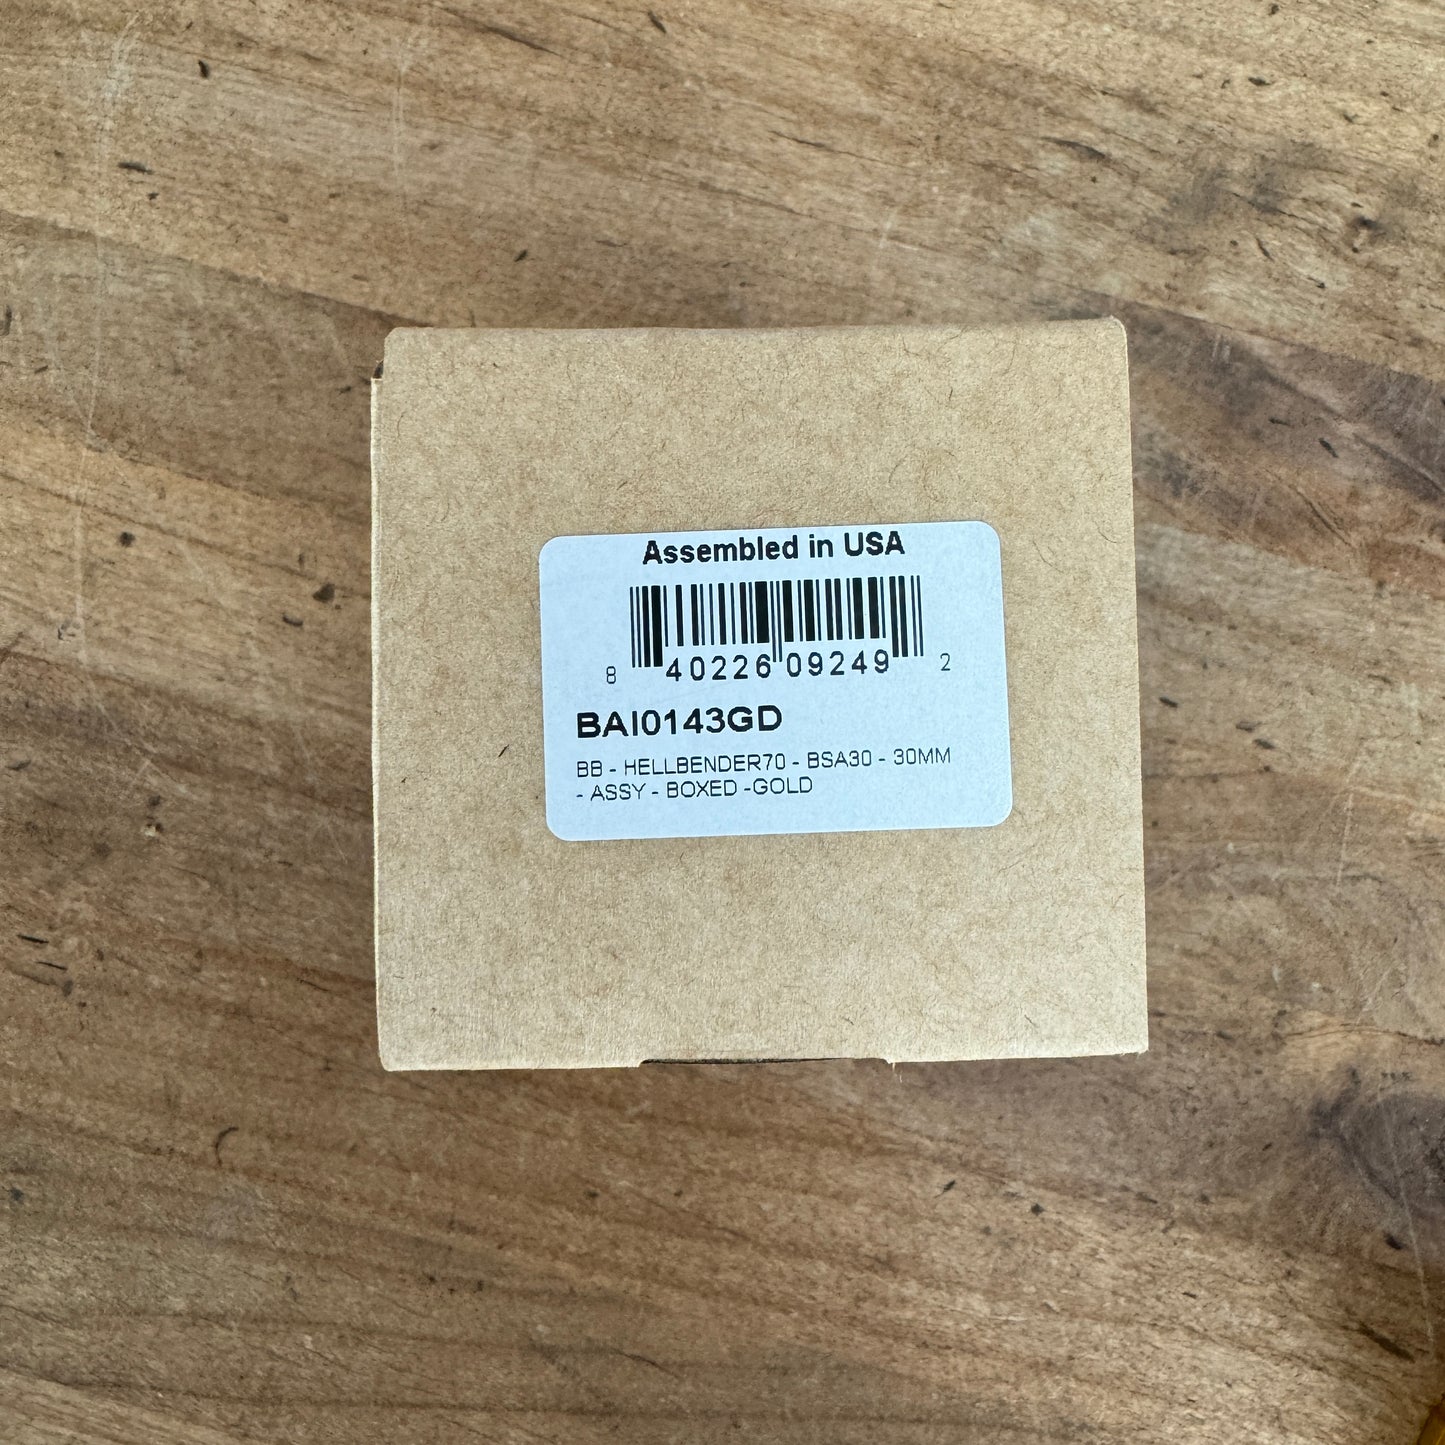 Assembled in USA
8 40226 09249 2
BAI0143GD
BB - HELLBENDER70 - BSA30 - 30MM
- ASSY - BOXED -GOLD